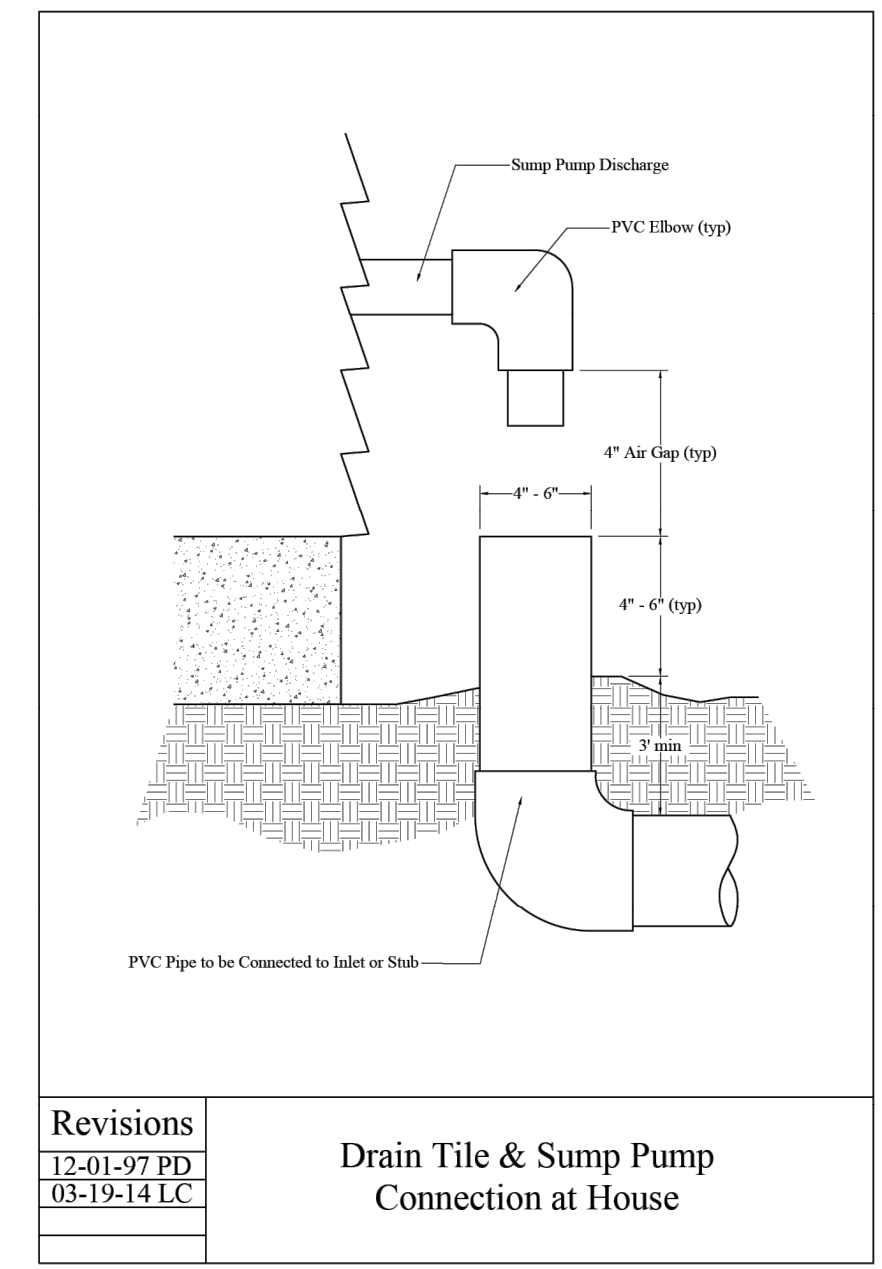 Sump Pump Discharge
PVC Elbow (typ)
4" Air Gap (typ)
4" - 6"
4" - 6" (typ)
3' min
PVC Pipe to be Connected to Inlet or Stub
Revisions
12-01-97 PD
03-19-14 LC
Drain Tile & Sump Pump
Connection at House